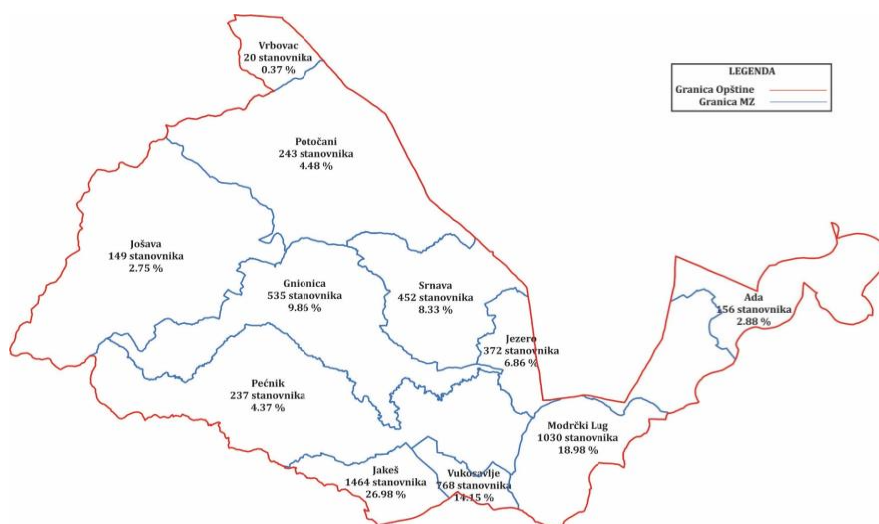 Vrbovac
20 stanovnika
0.37 %
LEGENDA
Granica Opštine
Granica MZ
Potočani
243 stanovnika
4.48 %
Jošava
149 stanovnika
2.75 %
Gnionica
535 stanovnika
9.86 %
Srnava
452 stanovnika
8.33 %
Ada
156 stanovnika
2.88 %
Jezero
372 stanovnika
6.86 %
Pećnik
237 stanovnika
4.37 %
Modrčki Lug
1030 stanovnika
18.98 %
Jakeš
1464 stanovnika
26.98 %
Vukosavlje
768 stanovnika
14.15 %